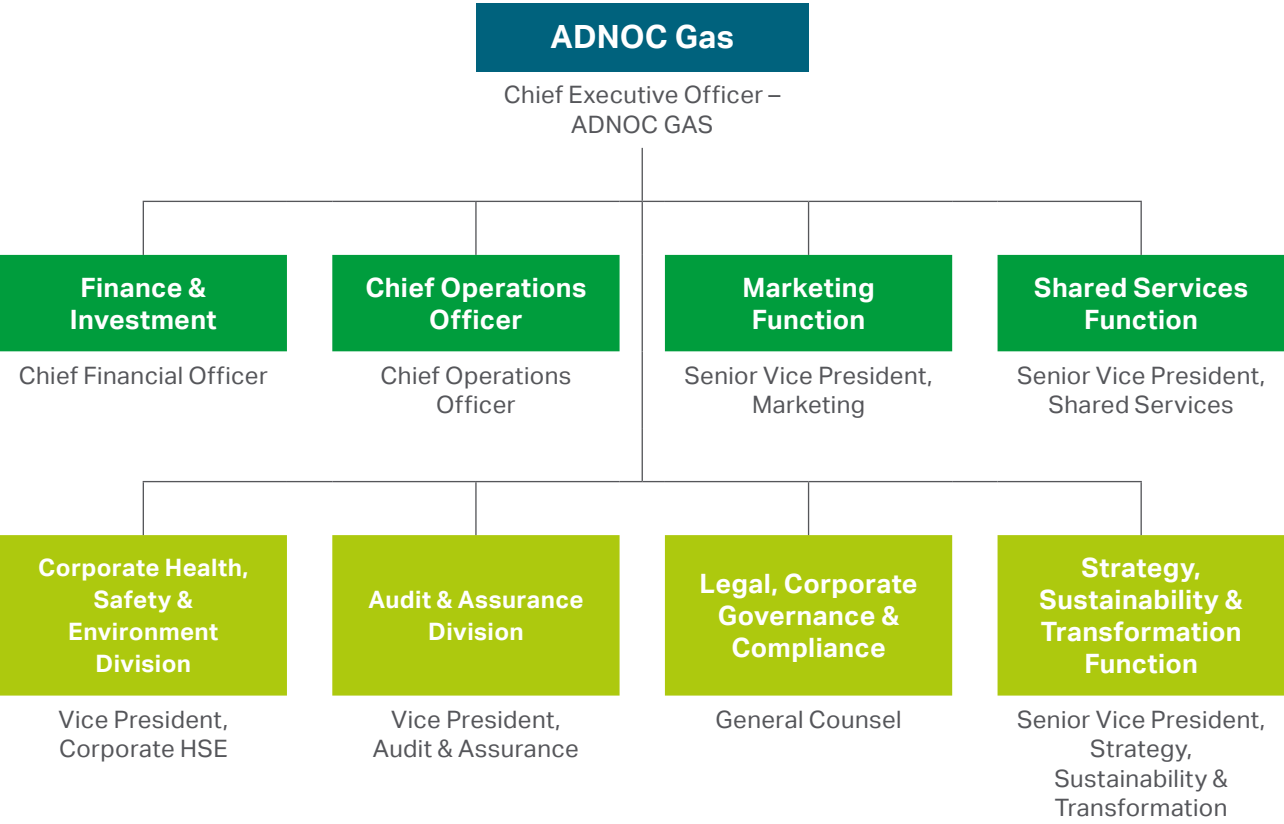 ADNOC Gas
Chief Executive Officer –
ADNOC GAS
Finance &
Investment
Chief Financial Officer
Chief Operations
Officer
Chief Operations
Officer
Marketing
Function
Senior Vice President,
Marketing
Shared Services
Function
Senior Vice President,
Shared Services
Corporate Health,
Safety &
Environment
Division
Vice President,
Corporate HSE
Audit & Assurance
Division
Vice President,
Audit & Assurance
Legal, Corporate
Governance &
Compliance
General Counsel
Strategy,
Sustainability &
Transformation
Function
Senior Vice President,
Strategy,
Sustainability &
Transformation